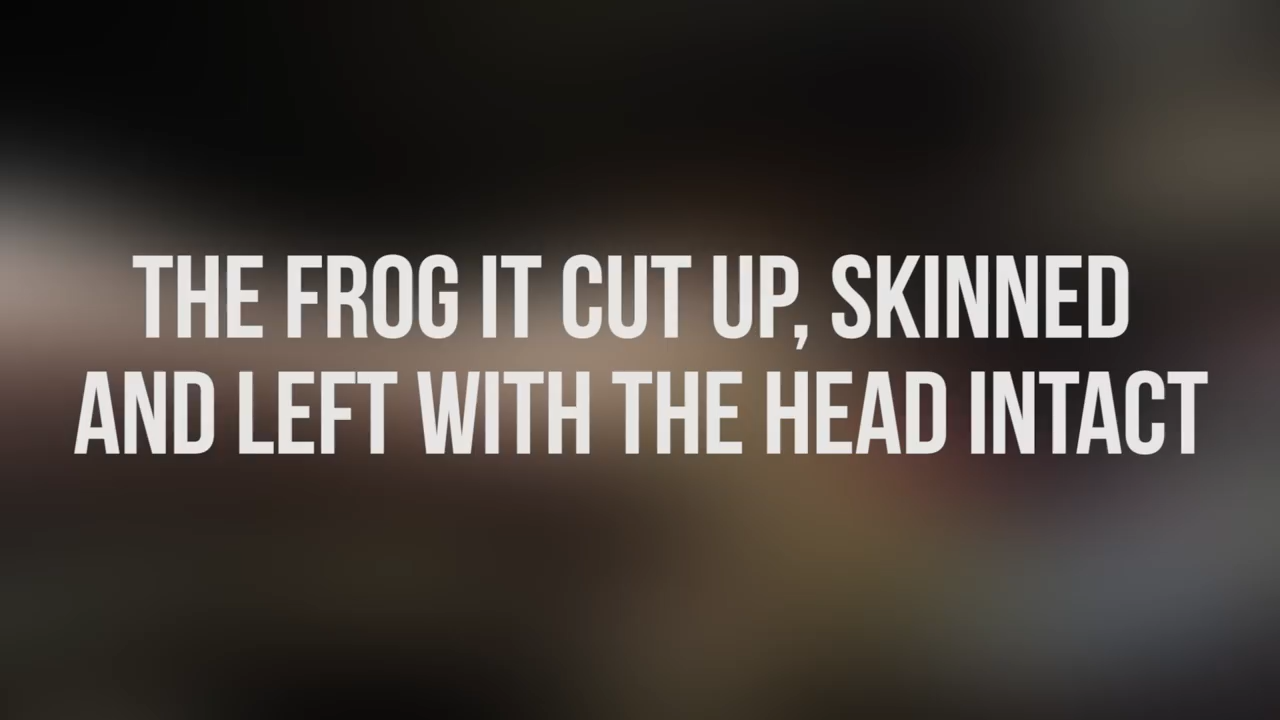 THE FROG IT CUT UP, SKINNED
AND LEFT WITH THE HEAD INTACT